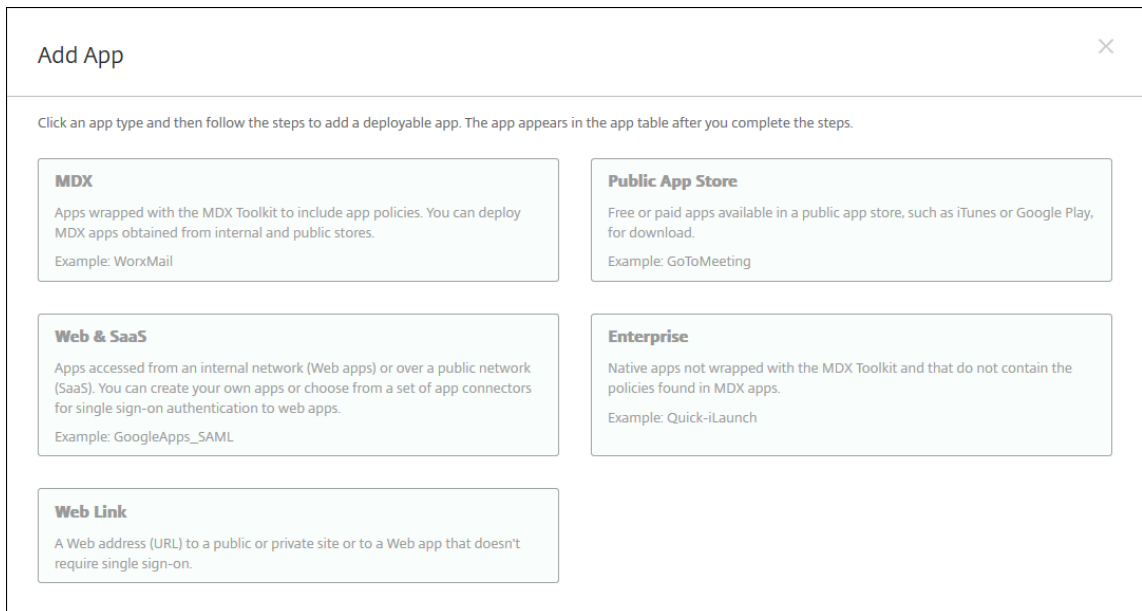 Add App
Click an app type and then follow the steps to add a deployable app. The app appears in the app table after you complete the steps.
MDX
Apps wrapped with the MDX Toolkit to include app policies. You can deploy
MDX apps obtained from internal and public stores.
Example: WorxMail
Public App Store
Free or paid apps available in a public app store, such as iTunes or Google Play,
for download.
Example: GoToMeeting
Web & SaaS
Apps accessed from an internal network (Web apps) or over a public network
(SaaS). You can create your own apps or choose from a set of app connectors
for single sign-on authentication to web apps.
Example: GoogleApps_SAML
Enterprise
Native apps not wrapped with the MDX Toolkit and that do not contain the
policies found in MDX apps.
Example: Quick-iLaunch
Web Link
A Web address (URL) to a public or private site or to a Web app that doesn't
require single sign-on.